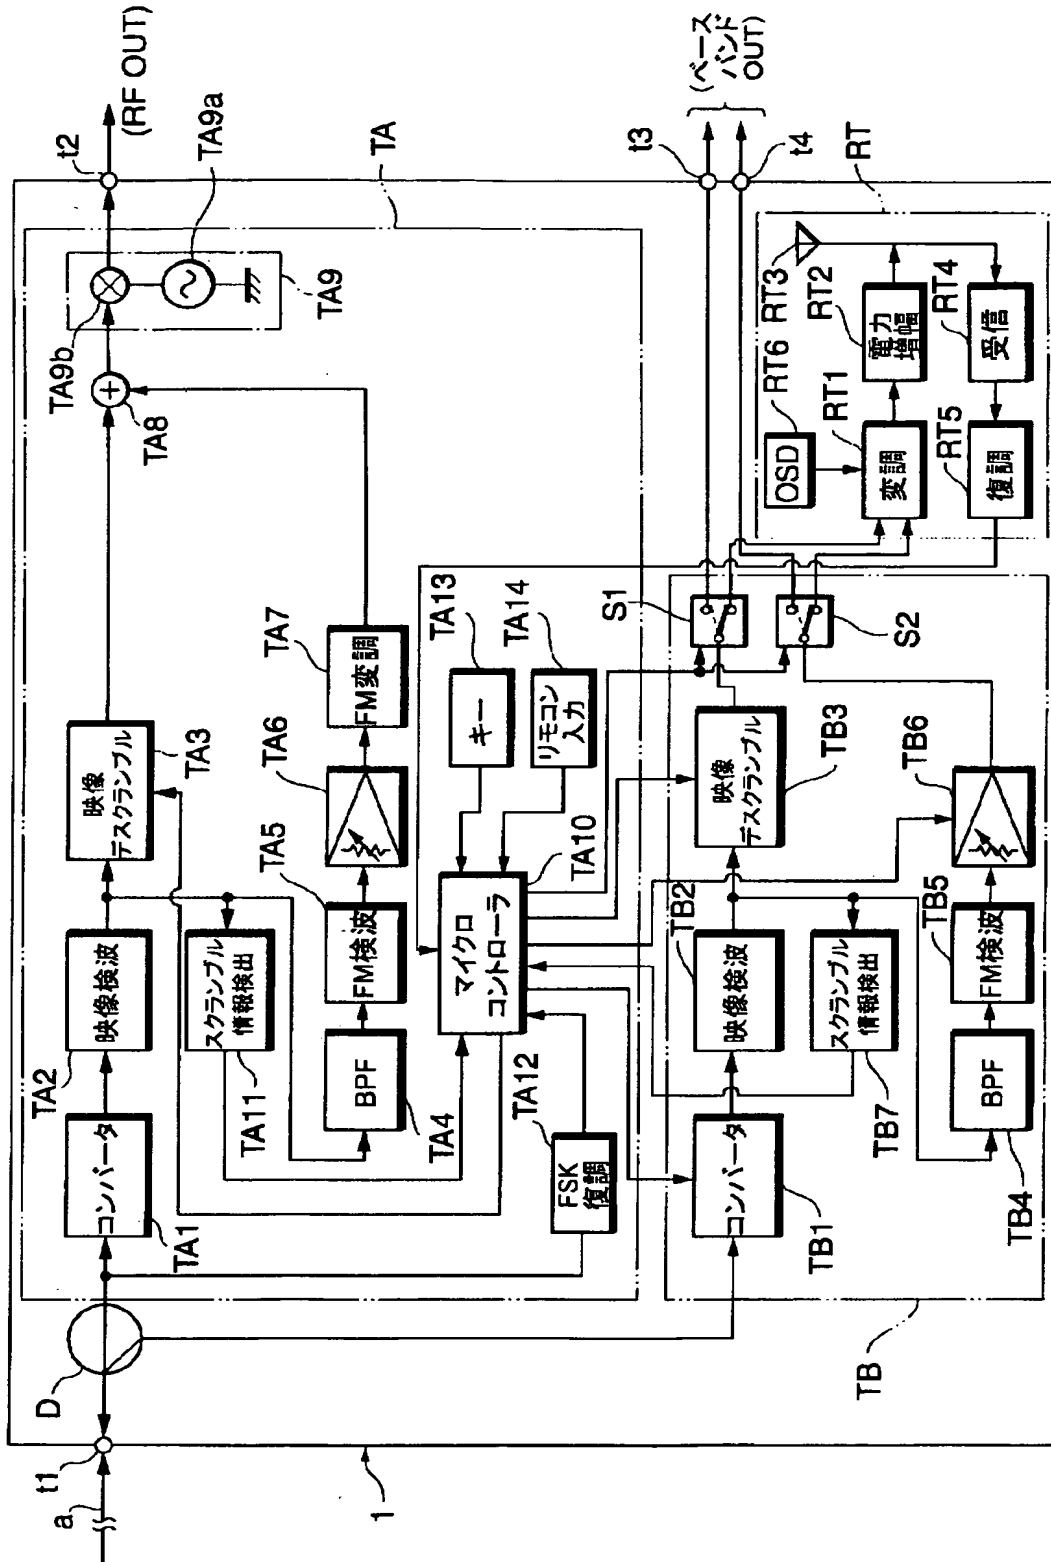 a
t1
D
1
コンバータ
TA1
映像検波
TA2
映像
デスクランブル
TA3
スクランブル
情報検出
TA11
BPF
TA4
FM検波
TA5
TA6
FM変調
TA7
TA8
TA9b
TA9
TA9a
t2
(RF OUT)
TA
FSK
復調
TA12
マイクロ
コントローラ
TA10
キー
TA13
リモコン
入力
TA14
コンバータ
TB1
映像検波
TB2
映像
デスクランブル
TB3
スクランブル
情報検出
TB7
BPF
TB4
FM検波
TB5
TB6
TB
S1
S2
OSD
RT6
変調
RT1
電力
増幅
RT2
RT3
受信
RT4
復調
RT5
RT
t3
t4
(ベース
バンド
OUT)